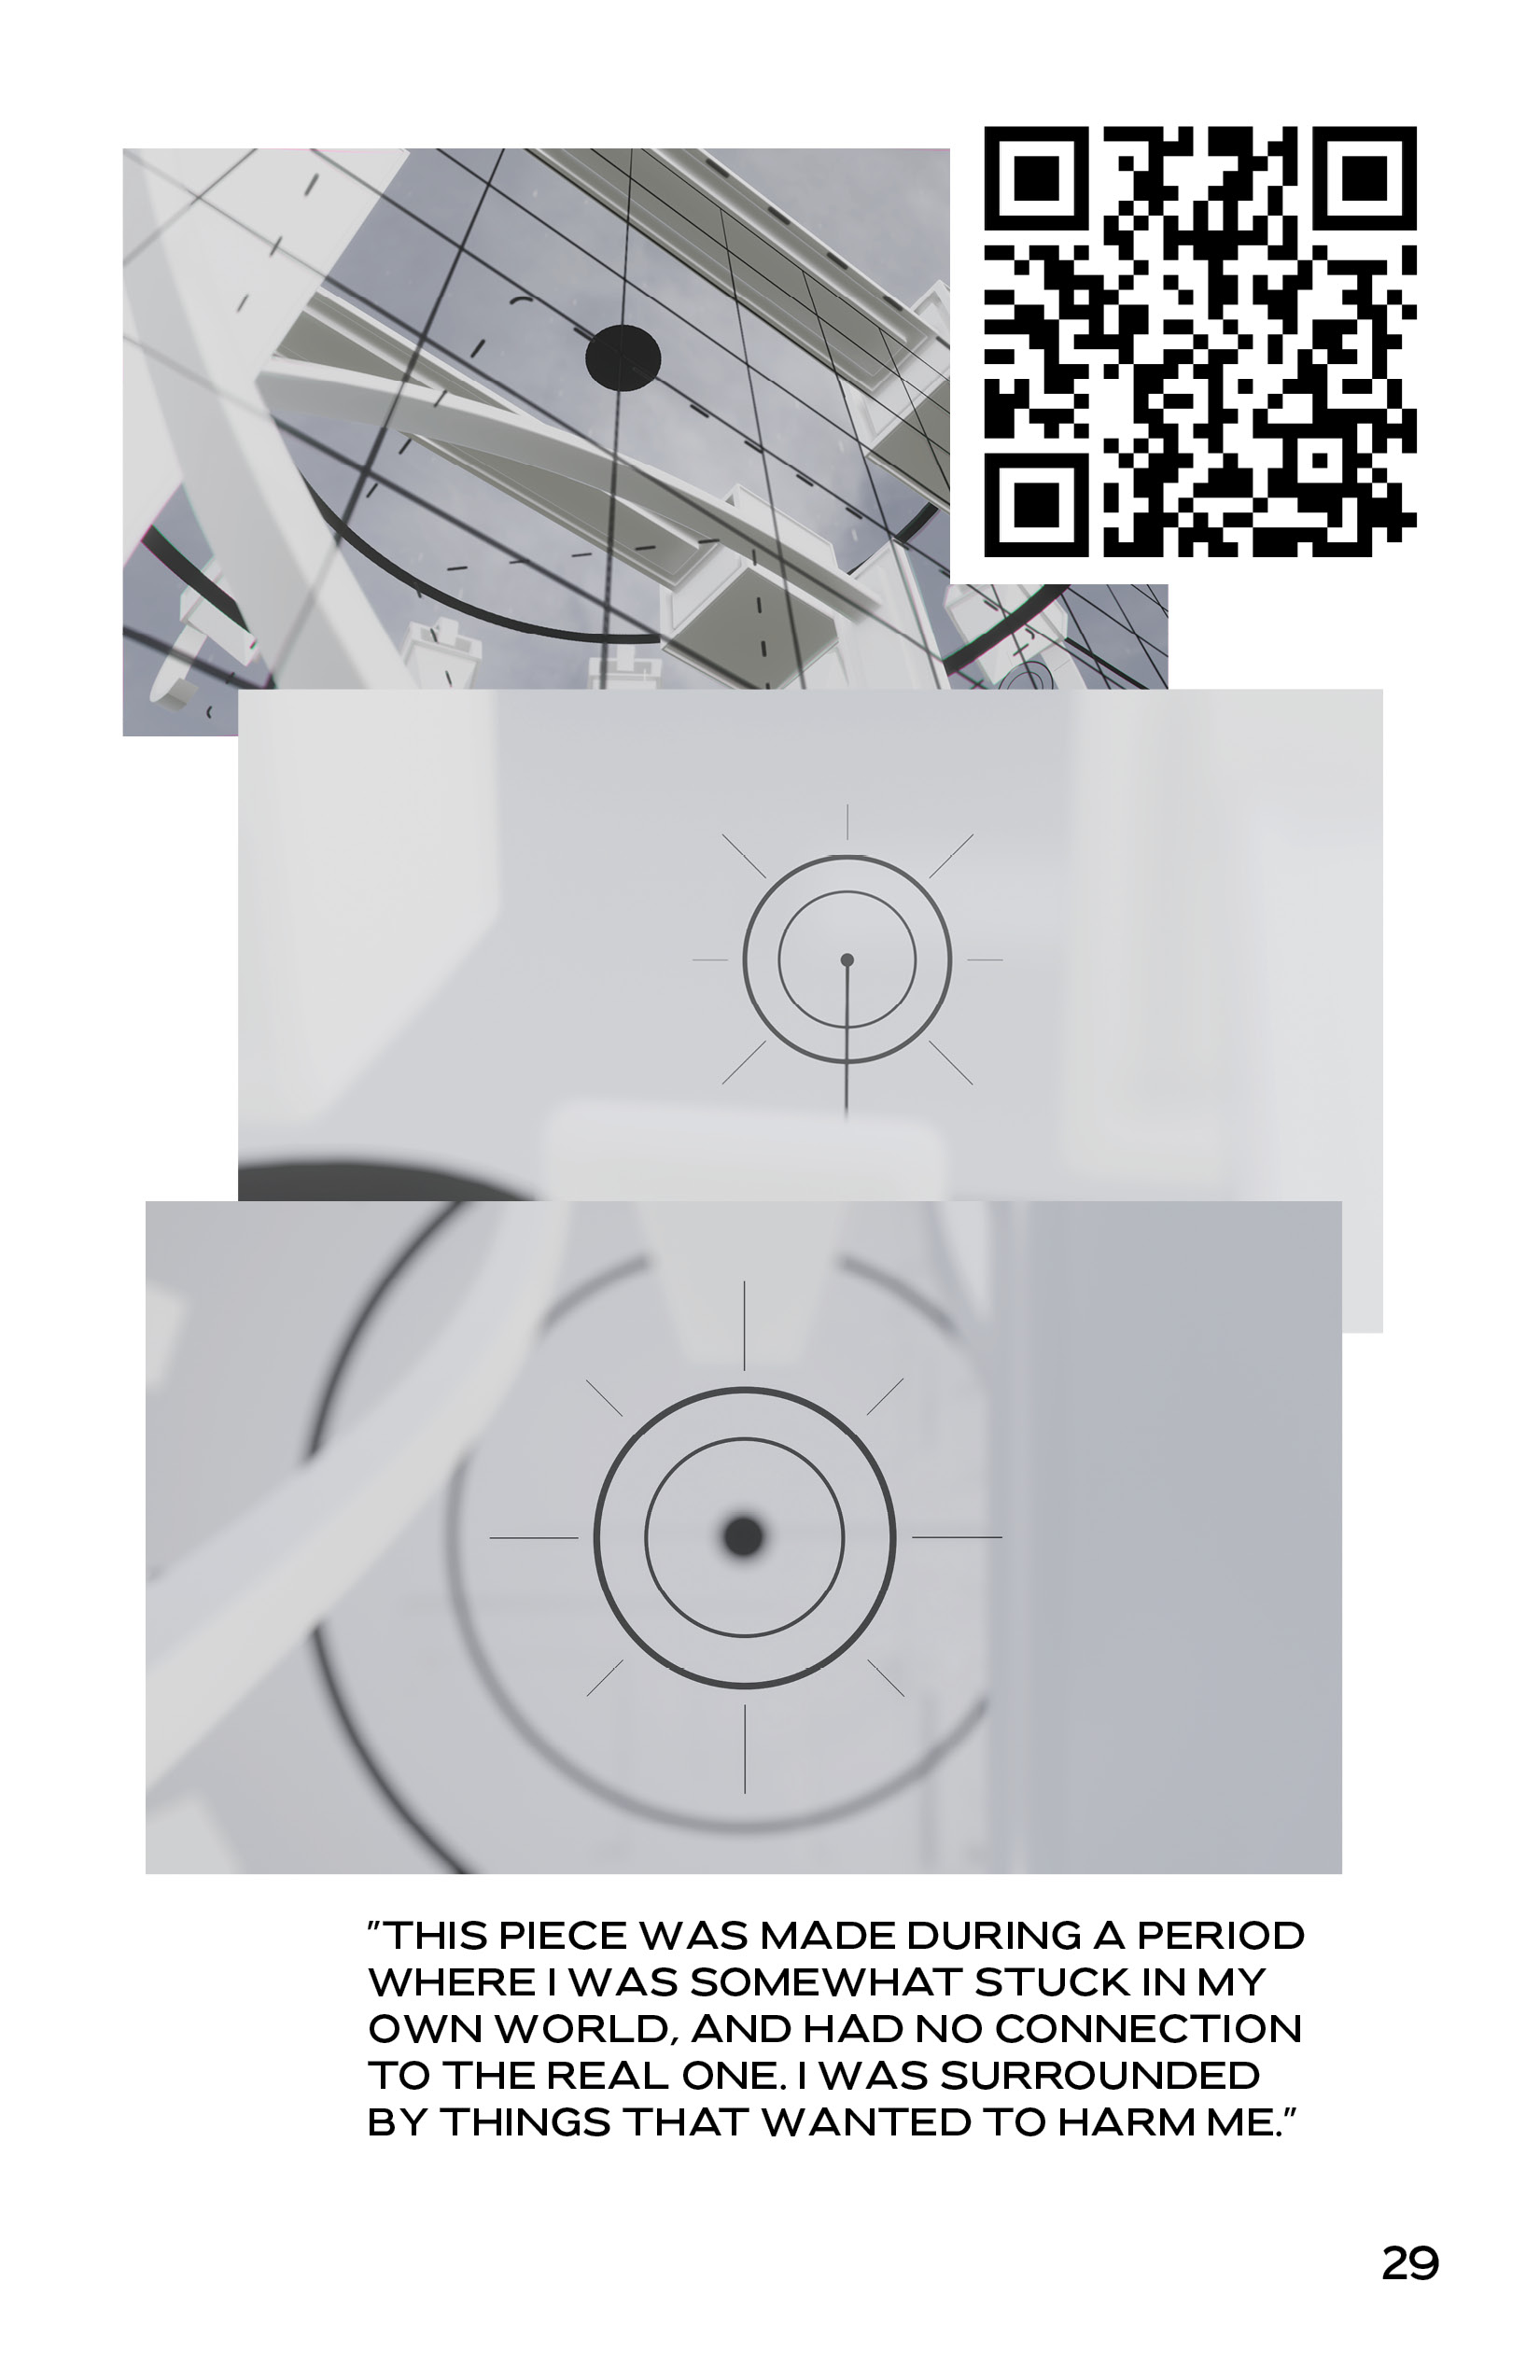 "THIS PIECE WAS MADE DURING A PERIOD
WHERE I WAS SOMEWHAT STUCK IN MY
OWN WORLD, AND HAD NO CONNECTION
TO THE REAL ONE. I WAS SURROUNDED
BY THINGS THAT WANTED TO HARM ME."
29